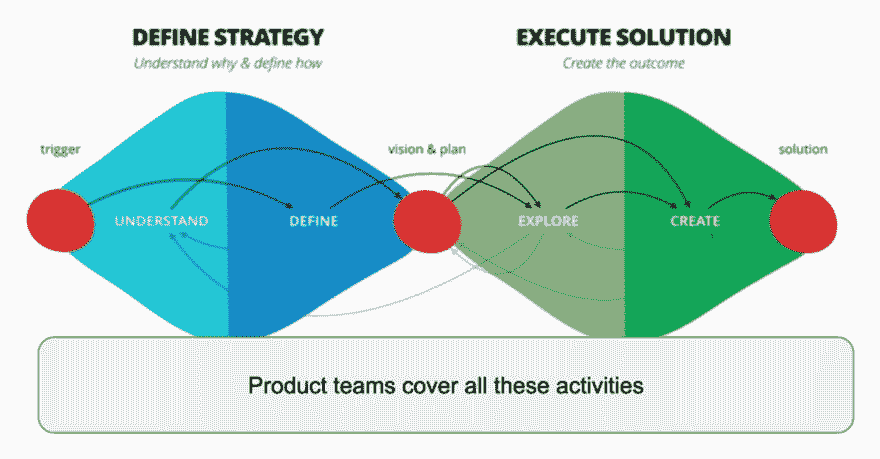 DEFINE STRATEGY
Understand why & define how
EXECUTE SOLUTION
Create the outcome
trigger
vision & plan
solution
UNDERSTAND
DEFINE
EXPLORE
CREATE
Product teams cover all these activities